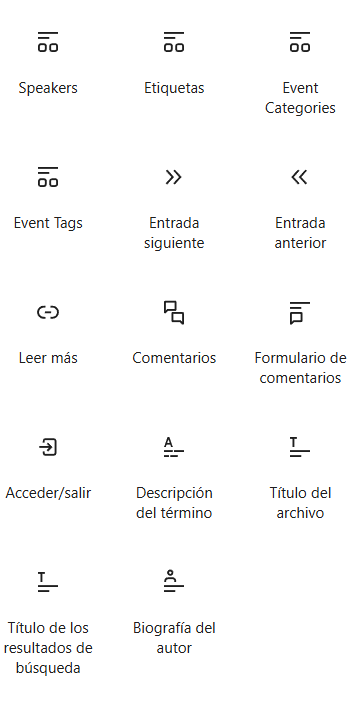 Speakers
Etiquetas
Event
Categories
Event Tags
Entrada
siguiente
Entrada
anterior
Leer más
Comentarios
Formulario de
comentarios
Acceder/salir
Descripción
del término
Título del
archivo
Título de los
resultados de
búsqueda
Biografía del
autor